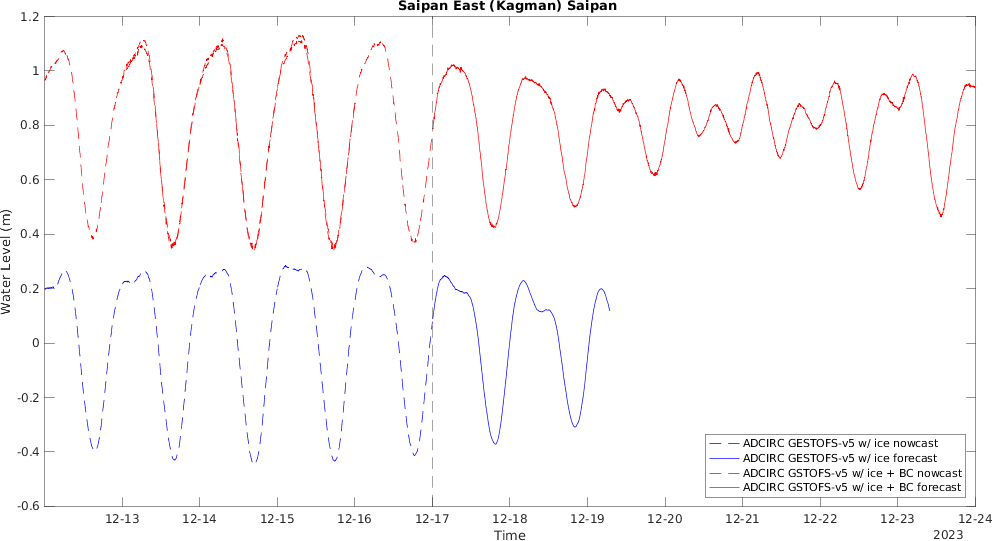 Saipan East (Kagman) Saipan
1.2
1
0.8
0.6
0.4
0.2
0
-0.2
-0.4
-0.6
Water Level (m)
ADCIRC GESTOFS-v5 w/ ice nowcast
ADCIRC GESTOFS-v5 w/ ice forecast
ADCIRC GSTOFS-v5 w/ ice + BC nowcast
ADCIRC GSTOFS-v5 w/ ice + BC forecast
12-13 12-14 12-15 12-16 12-17 12-18 12-19 12-20 12-21 12-22 12-23 12-24
Time
2023